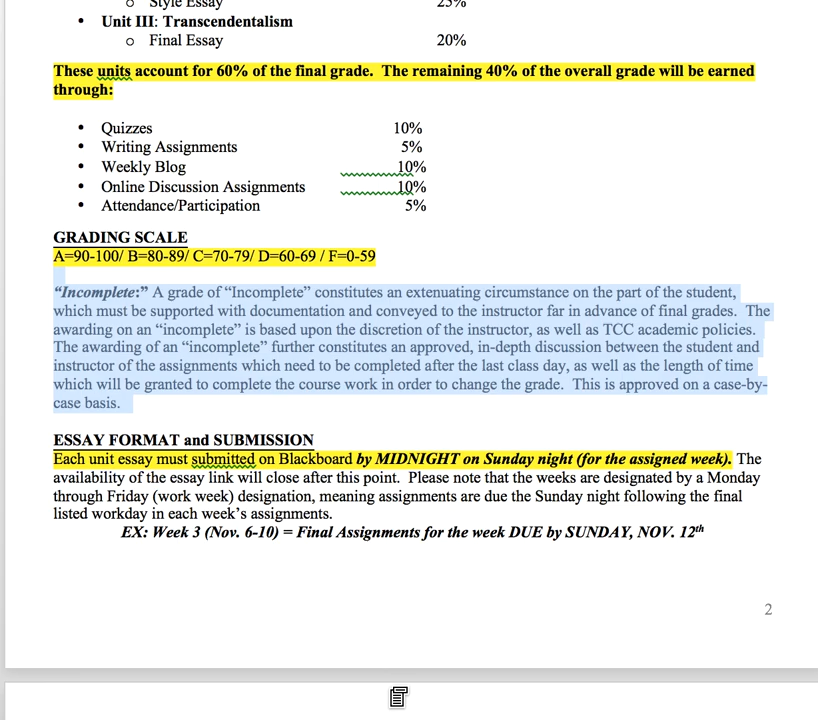 o Style Essay 25%
• Unit III: Transcendentalism
o Final Essay 20%
These units account for 60% of the final grade. The remaining 40% of the overall grade will be earned
through:
• Quizzes 10%
• Writing Assignments 5%
• Weekly Blog 10%
• Online Discussion Assignments 10%
• Attendance/Participation 5%
GRADING SCALE
A=90-100/ B=80-89/ C=70-79/ D=60-69 / F=0-59
“Incomplete:” A grade of “Incomplete” constitutes an extenuating circumstance on the part of the student,
which must be supported with documentation and conveyed to the instructor far in advance of final grades. The
awarding on an “incomplete” is based upon the discretion of the instructor, as well as TCC academic policies.
The awarding of an “incomplete” further constitutes an approved, in-depth discussion between the student and
instructor of the assignments which need to be completed after the last class day, as well as the length of time
which will be granted to complete the course work in order to change the grade. This is approved on a case-by-
case basis.
ESSAY FORMAT and SUBMISSION
Each unit essay must submitted on Blackboard by MIDNIGHT on Sunday night (for the assigned week). The
availability of the essay link will close after this point. Please note that the weeks are designated by a Monday
through Friday (work week) designation, meaning assignments are due the Sunday night following the final
listed workday in each week’s assignments.
EX: Week 3 (Nov. 6-10) = Final Assignments for the week DUE by SUNDAY, NOV. 12th
2